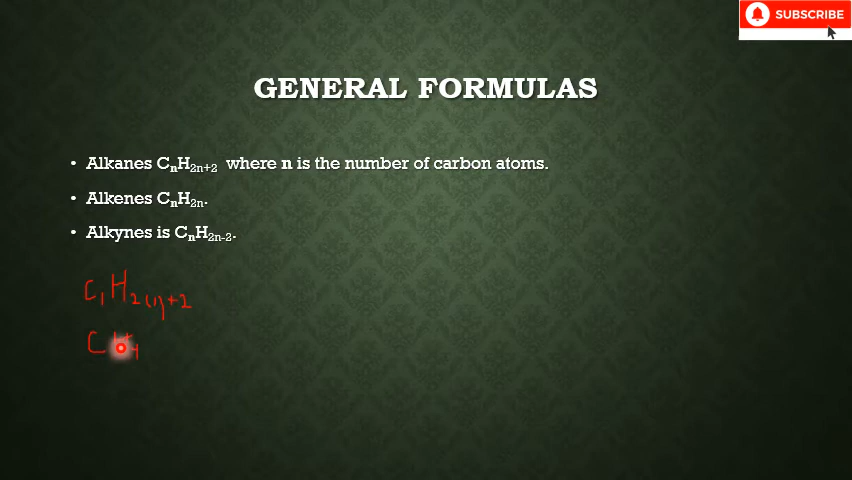 SUBSCRIBE
GENERAL FORMULAS
• Alkanes CₙH₂ₙ₊₂ where n is the number of carbon atoms.
• Alkenes CₙH₂ₙ.
• Alkynes is CₙH₂ₙ₋₂.
C₁H₂₍₁₎₊₂
CH₄